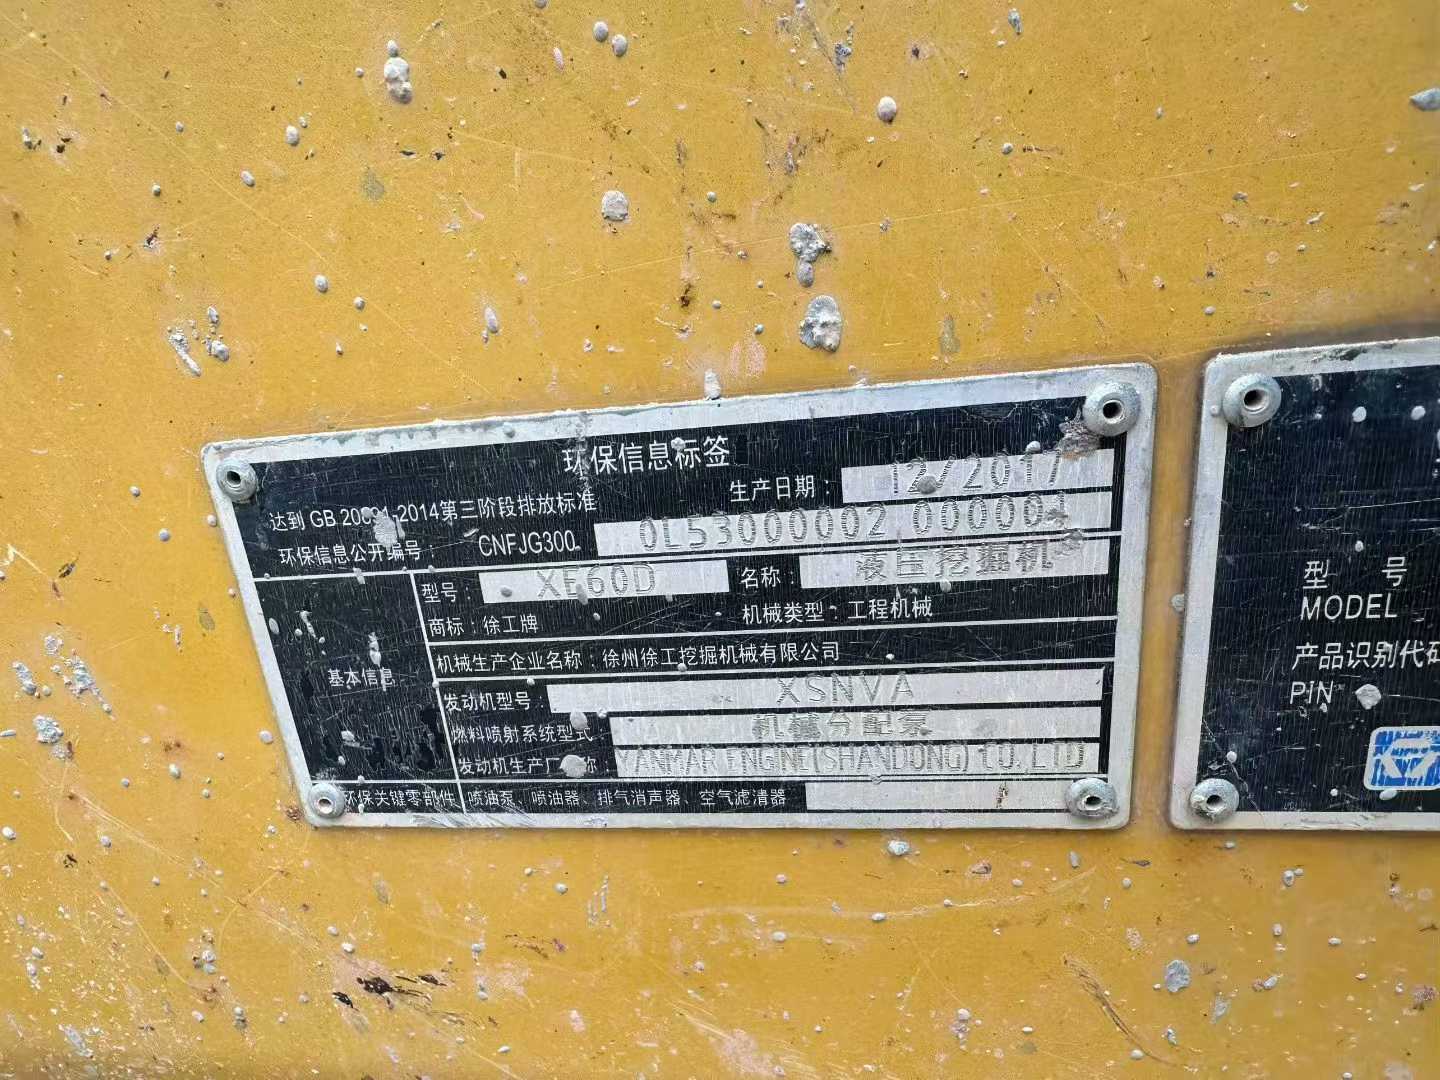 环保信息标签
达到 GB 20891-2014第三阶段排放标准
生产日期: 12/2017
环保信息公开编号: CNFJG300 0L53000002 000001
基本信息
型号: XE60D 名称: 液压挖掘机
商标: 徐工牌 机械类型: 工程机械
机械生产企业名称: 徐州徐工挖掘机械有限公司
发动机型号: XSNVA
燃料喷射系统型式: 机械分配泵
发动机生产厂名称: YANMAR ENGINE(SHANDONG) CO.,LTD
环保关键零部件 喷油泵、喷油器、排气消声器、空气滤清器
型 号
MODEL
产品识别代码
PIN